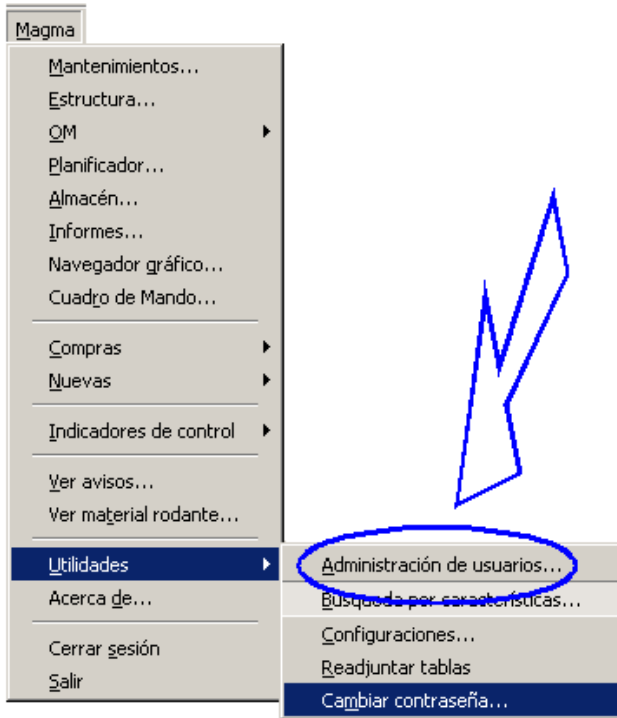 Magma
Mantenimientos...
Estructura...
OM
Planificador...
Almacén...
Informes...
Navegador gráfico...
Cuadro de Mando...
Compras
Nuevas
Indicadores de control
Ver avisos...
Ver material rodante...
Utilidades
Acerca de...
Cerrar sesión
Salir
Administración de usuarios...
Búsqueda por características...
Configuraciones...
Readjuntar tablas
Cambiar contraseña...